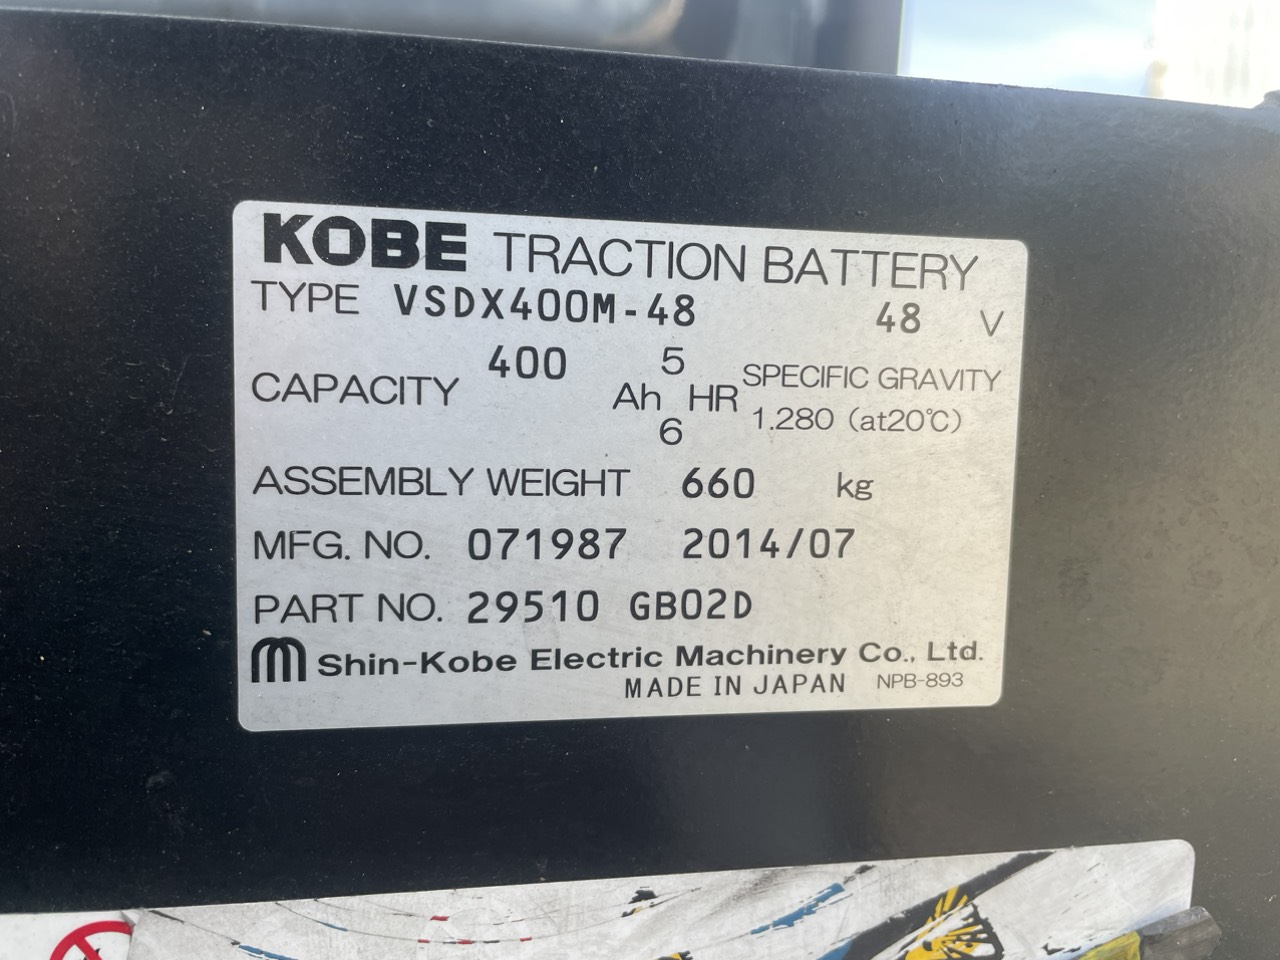 KOBE TRACTION BATTERY
TYPE VSDX400M-48 48 V
CAPACITY 400 Ah 5 HR SPECIFIC GRAVITY
6 1.280 (at20℃)
ASSEMBLY WEIGHT 660 kg
MFG. NO. 071987 2014/07
PART NO. 29510 GB02D
Shin-Kobe Electric Machinery Co., Ltd.
MADE IN JAPAN NPB-893